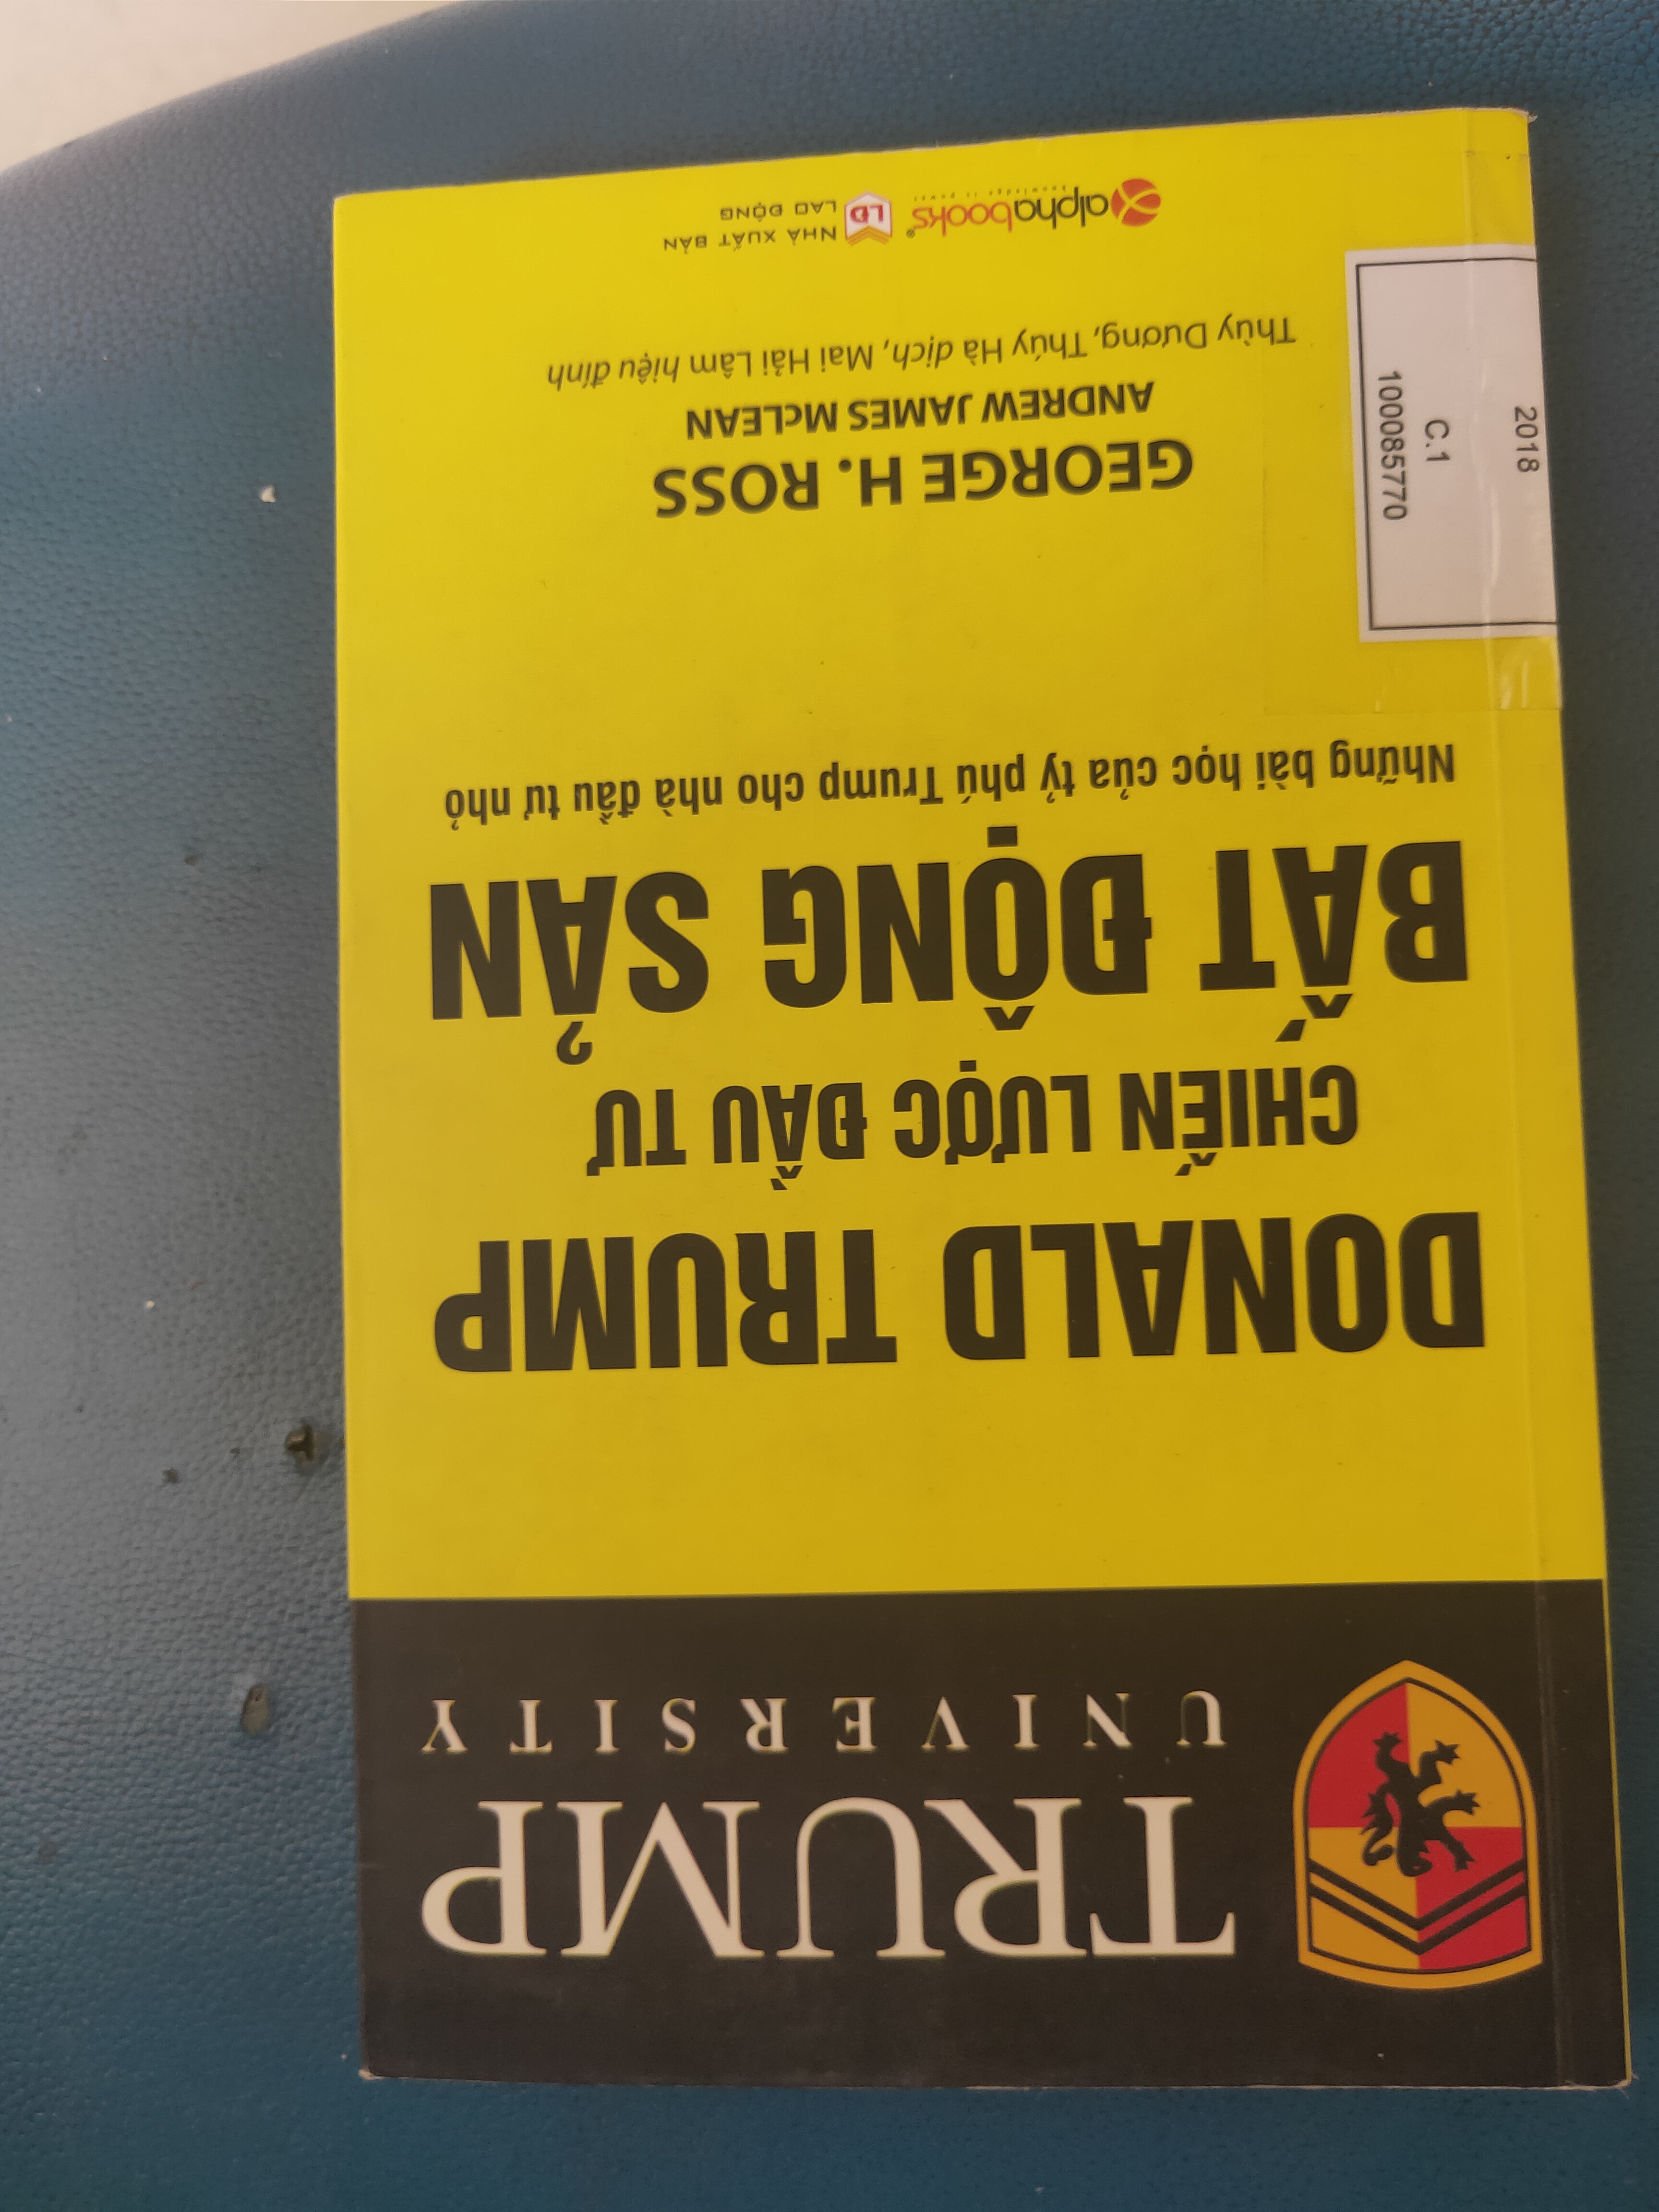 TRUMP
UNIVERSITY
DONALD TRUMP
CHIẾN LƯỢC ĐẦU TƯ
BẤT ĐỘNG SẢN
Những bài học của tỷ phú Trump cho nhà đầu tư nhỏ
GEORGE H. ROSS
ANDREW JAMES McLEAN
Thùy Dương, Thúy Hà dịch, Mai Hải Lâm hiệu đính
2018
C.1
100085770
alphabooks®
knowledge is power
LĐ
NHÀ XUẤT BẢN
LAO ĐỘNG